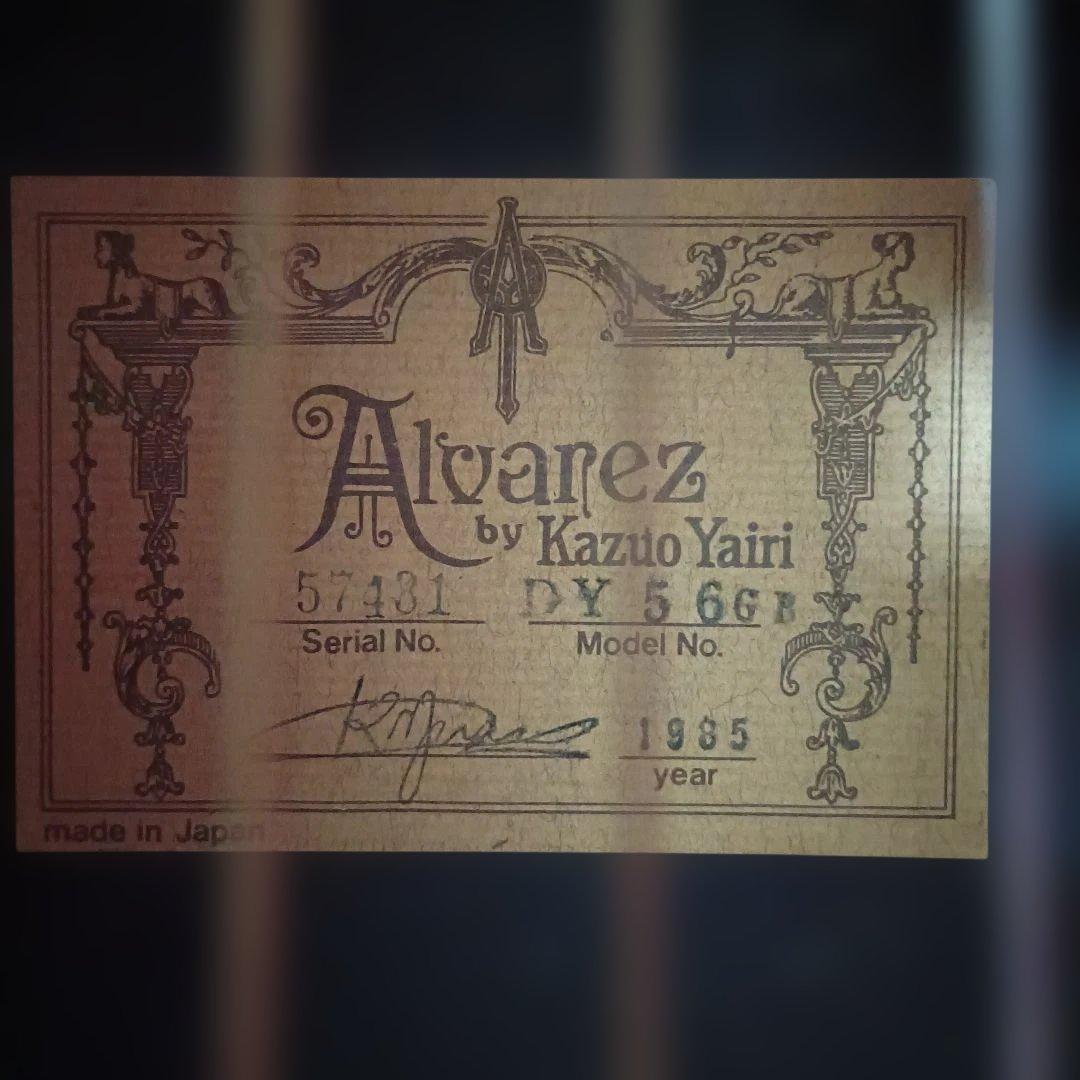 Alvarez
by Kazuo Yairi
57431 DY 56GB
Serial No. Model No.
1985
year
made in Japan